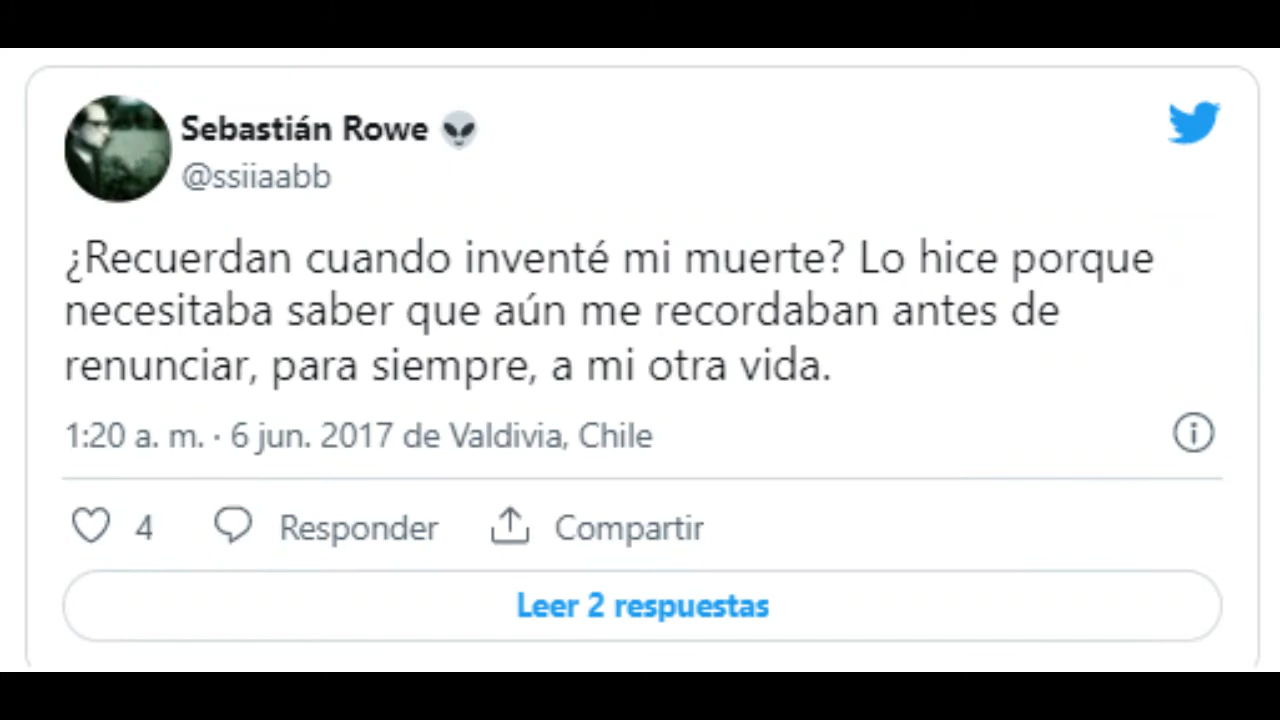 Sebastián Rowe 👽
@ssiiaabb
¿Recuerdan cuando inventé mi muerte? Lo hice porque
necesitaba saber que aún me recordaban antes de
renunciar, para siempre, a mi otra vida.
1:20 a. m. · 6 jun. 2017 de Valdivia, Chile
4 Responder Compartir
Leer 2 respuestas